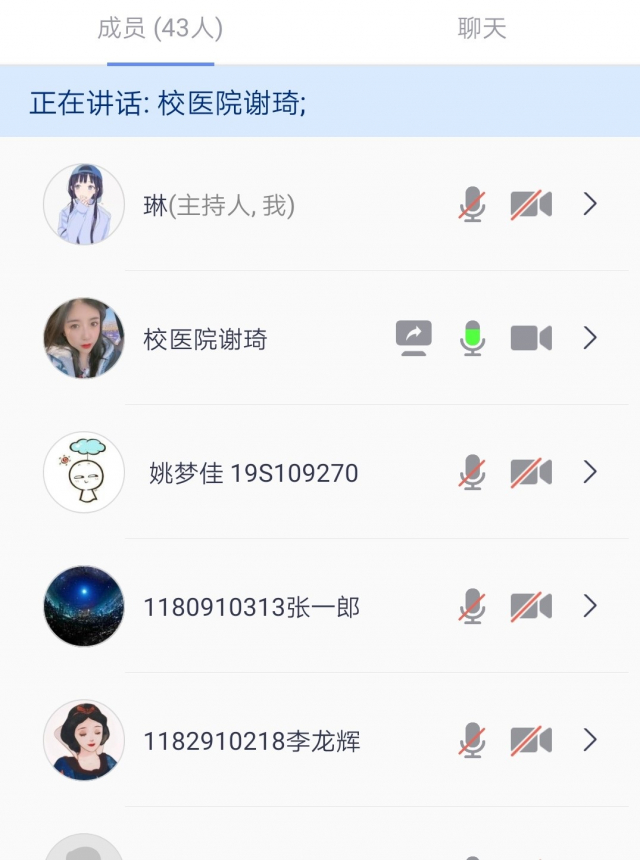 成员 (43人)
聊天
正在讲话: 校医院谢琦;
琳(主持人, 我)
校医院谢琦
姚梦佳 19S109270
1180910313张一郎
1182910218李龙辉